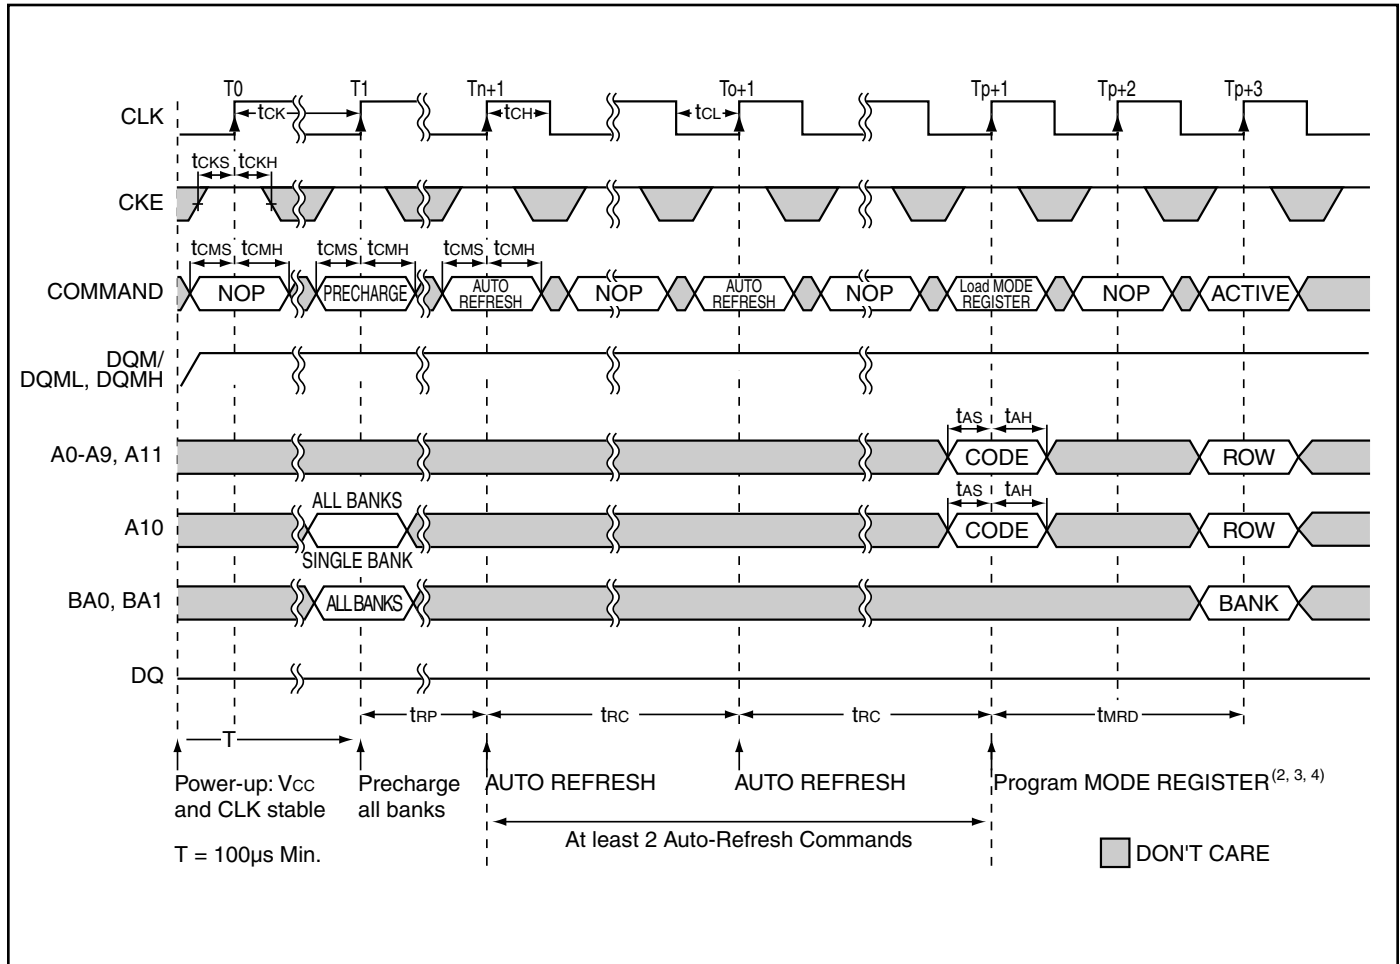 T0 T1 Tn+1 To+1 Tp+1 Tp+2 Tp+3
CLK tCK tCH tCL
tCKS tCKH
CKE
tCMS tCMH tCMS tCMH tCMS tCMH
COMMAND NOP PRECHARGE AUTO REFRESH NOP AUTO REFRESH NOP Load MODE REGISTER NOP ACTIVE
DQM/
DQML, DQMH
tAS tAH
A0-A9, A11 CODE ROW
ALL BANKS tAS tAH
A10 CODE ROW
SINGLE BANK
BA0, BA1 ALL BANKS BANK
DQ
tRP tRC tRC tMRD
T
Power-up: VCC Precharge AUTO REFRESH AUTO REFRESH Program MODE REGISTER(2, 3, 4)
and CLK stable all banks
At least 2 Auto-Refresh Commands
T = 100µs Min. DON'T CARE